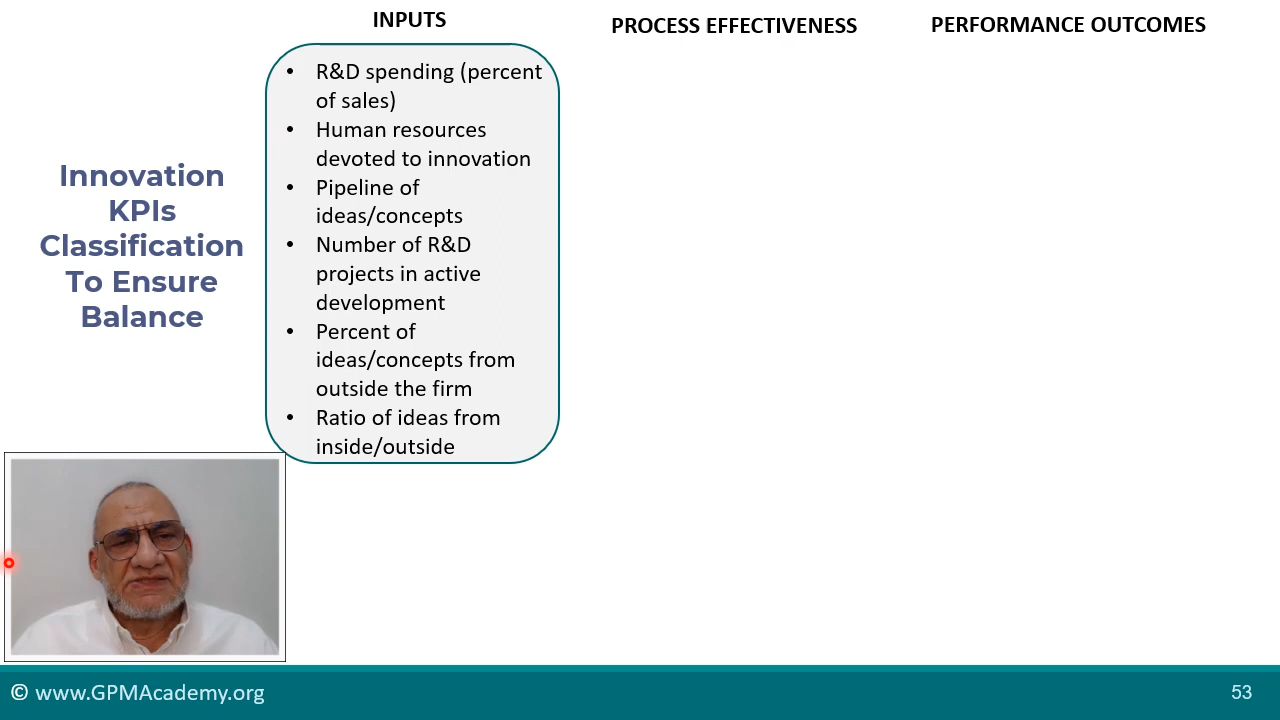 INPUTS
PROCESS EFFECTIVENESS
PERFORMANCE OUTCOMES
Innovation
KPIs
Classification
To Ensure
Balance
• R&D spending (percent
of sales)
• Human resources
devoted to innovation
• Pipeline of
ideas/concepts
• Number of R&D
projects in active
development
• Percent of
ideas/concepts from
outside the firm
• Ratio of ideas from
inside/outside
© www.GPMAcademy.org
53